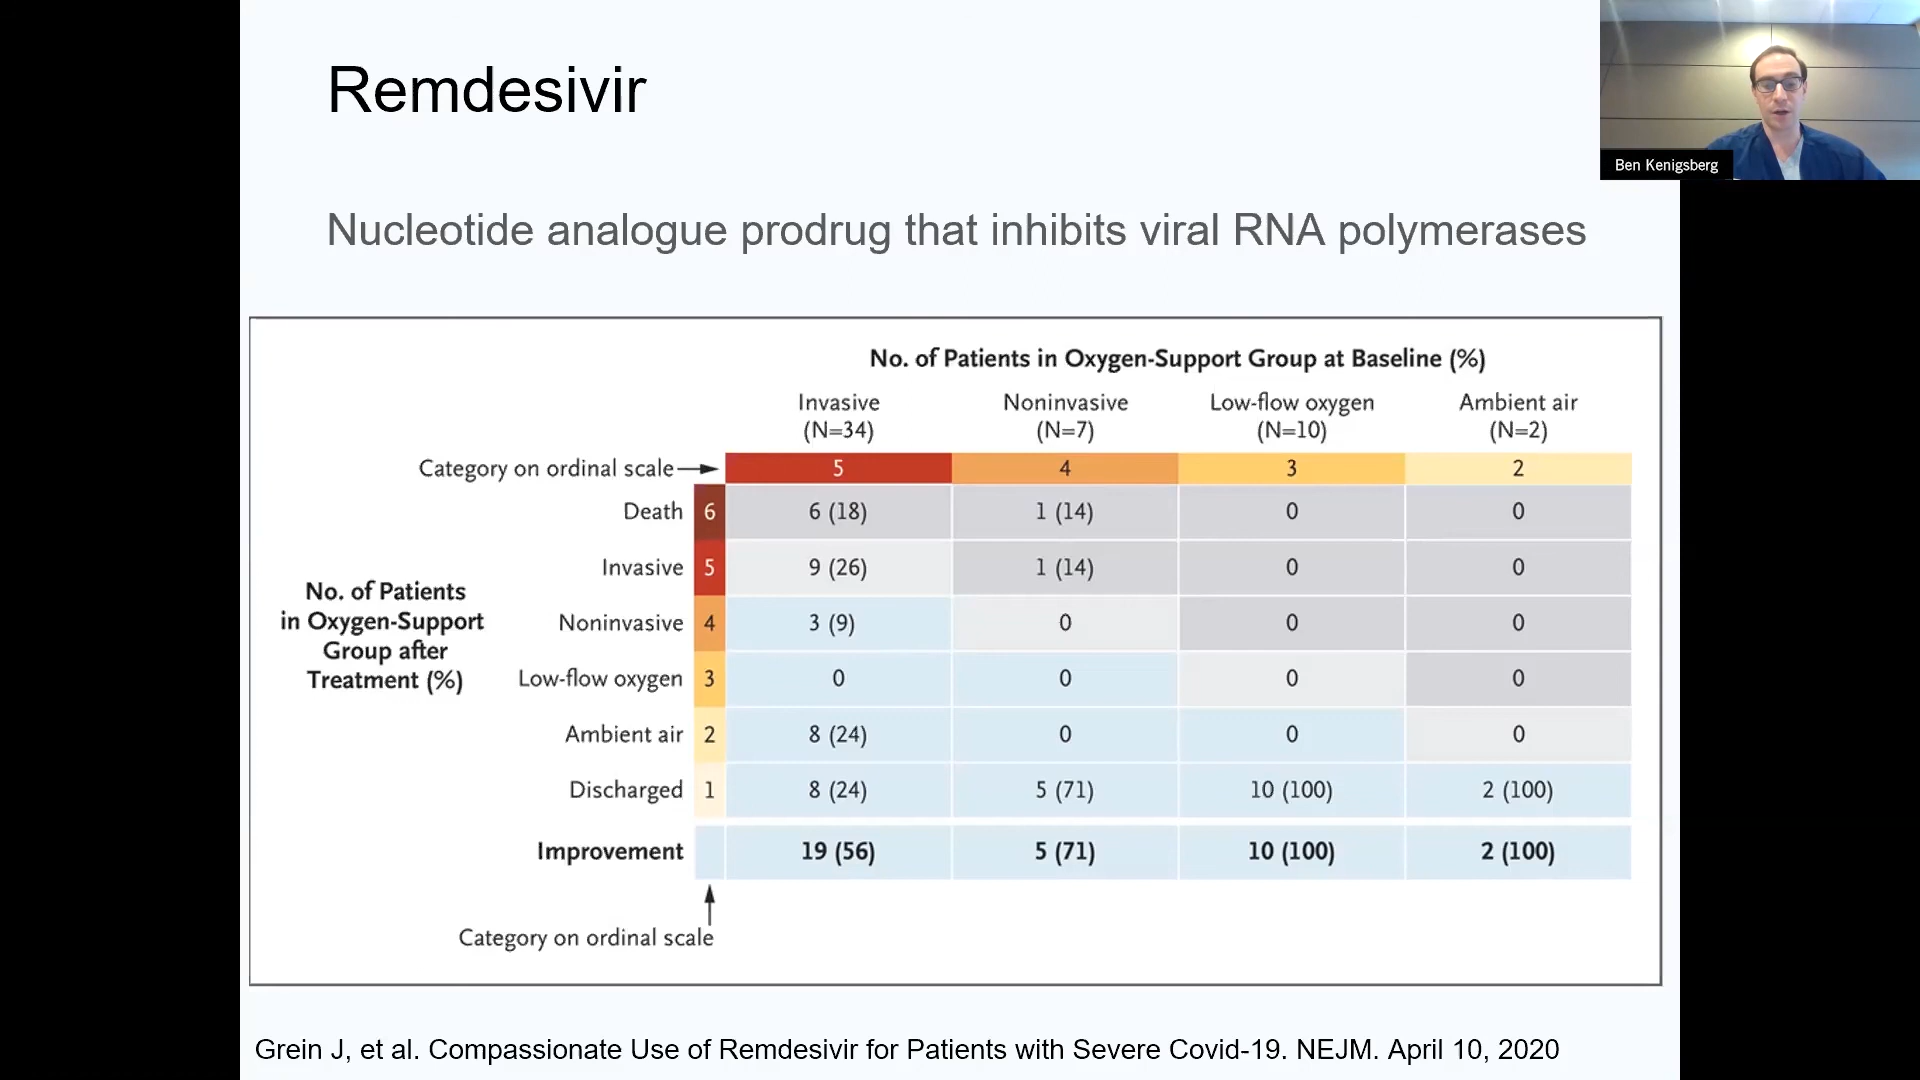 Remdesivir
Ben Kenigsberg
Nucleotide analogue prodrug that inhibits viral RNA polymerases
No. of Patients in Oxygen-Support Group at Baseline (%)
Invasive Noninvasive Low-flow oxygen Ambient air
(N=34) (N=7) (N=10) (N=2)
Category on ordinal scale 5 4 3 2
Death 6 6 (18) 1 (14) 0 0
Invasive 5 9 (26) 1 (14) 0 0
No. of Patients
in Oxygen-Support
Group after
Treatment (%)
Noninvasive 4 3 (9) 0 0 0
Low-flow oxygen 3 0 0 0 0
Ambient air 2 8 (24) 0 0 0
Discharged 1 8 (24) 5 (71) 10 (100) 2 (100)
Improvement 19 (56) 5 (71) 10 (100) 2 (100)
Category on ordinal scale
Grein J, et al. Compassionate Use of Remdesivir for Patients with Severe Covid-19. NEJM. April 10, 2020